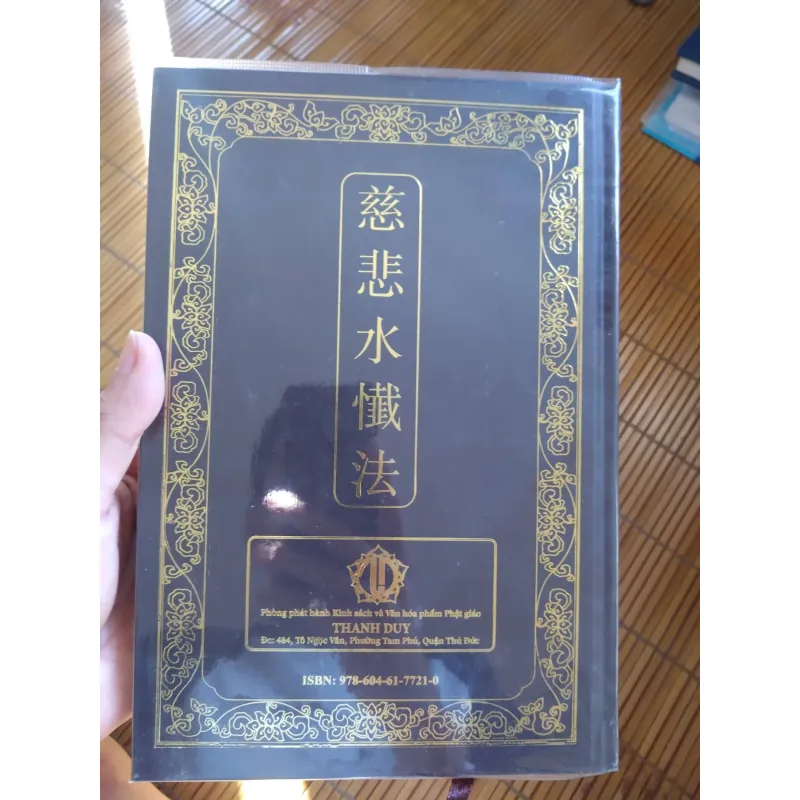 慈悲水懺法
Phòng phát hành Kinh sách và Văn hóa phẩm Phật giáo
THANH DUY
Đc: 484, Tô Ngọc Vân, Phường Tam Phú, Quận Thủ Đức
ISBN: 978-604-61-7721-0